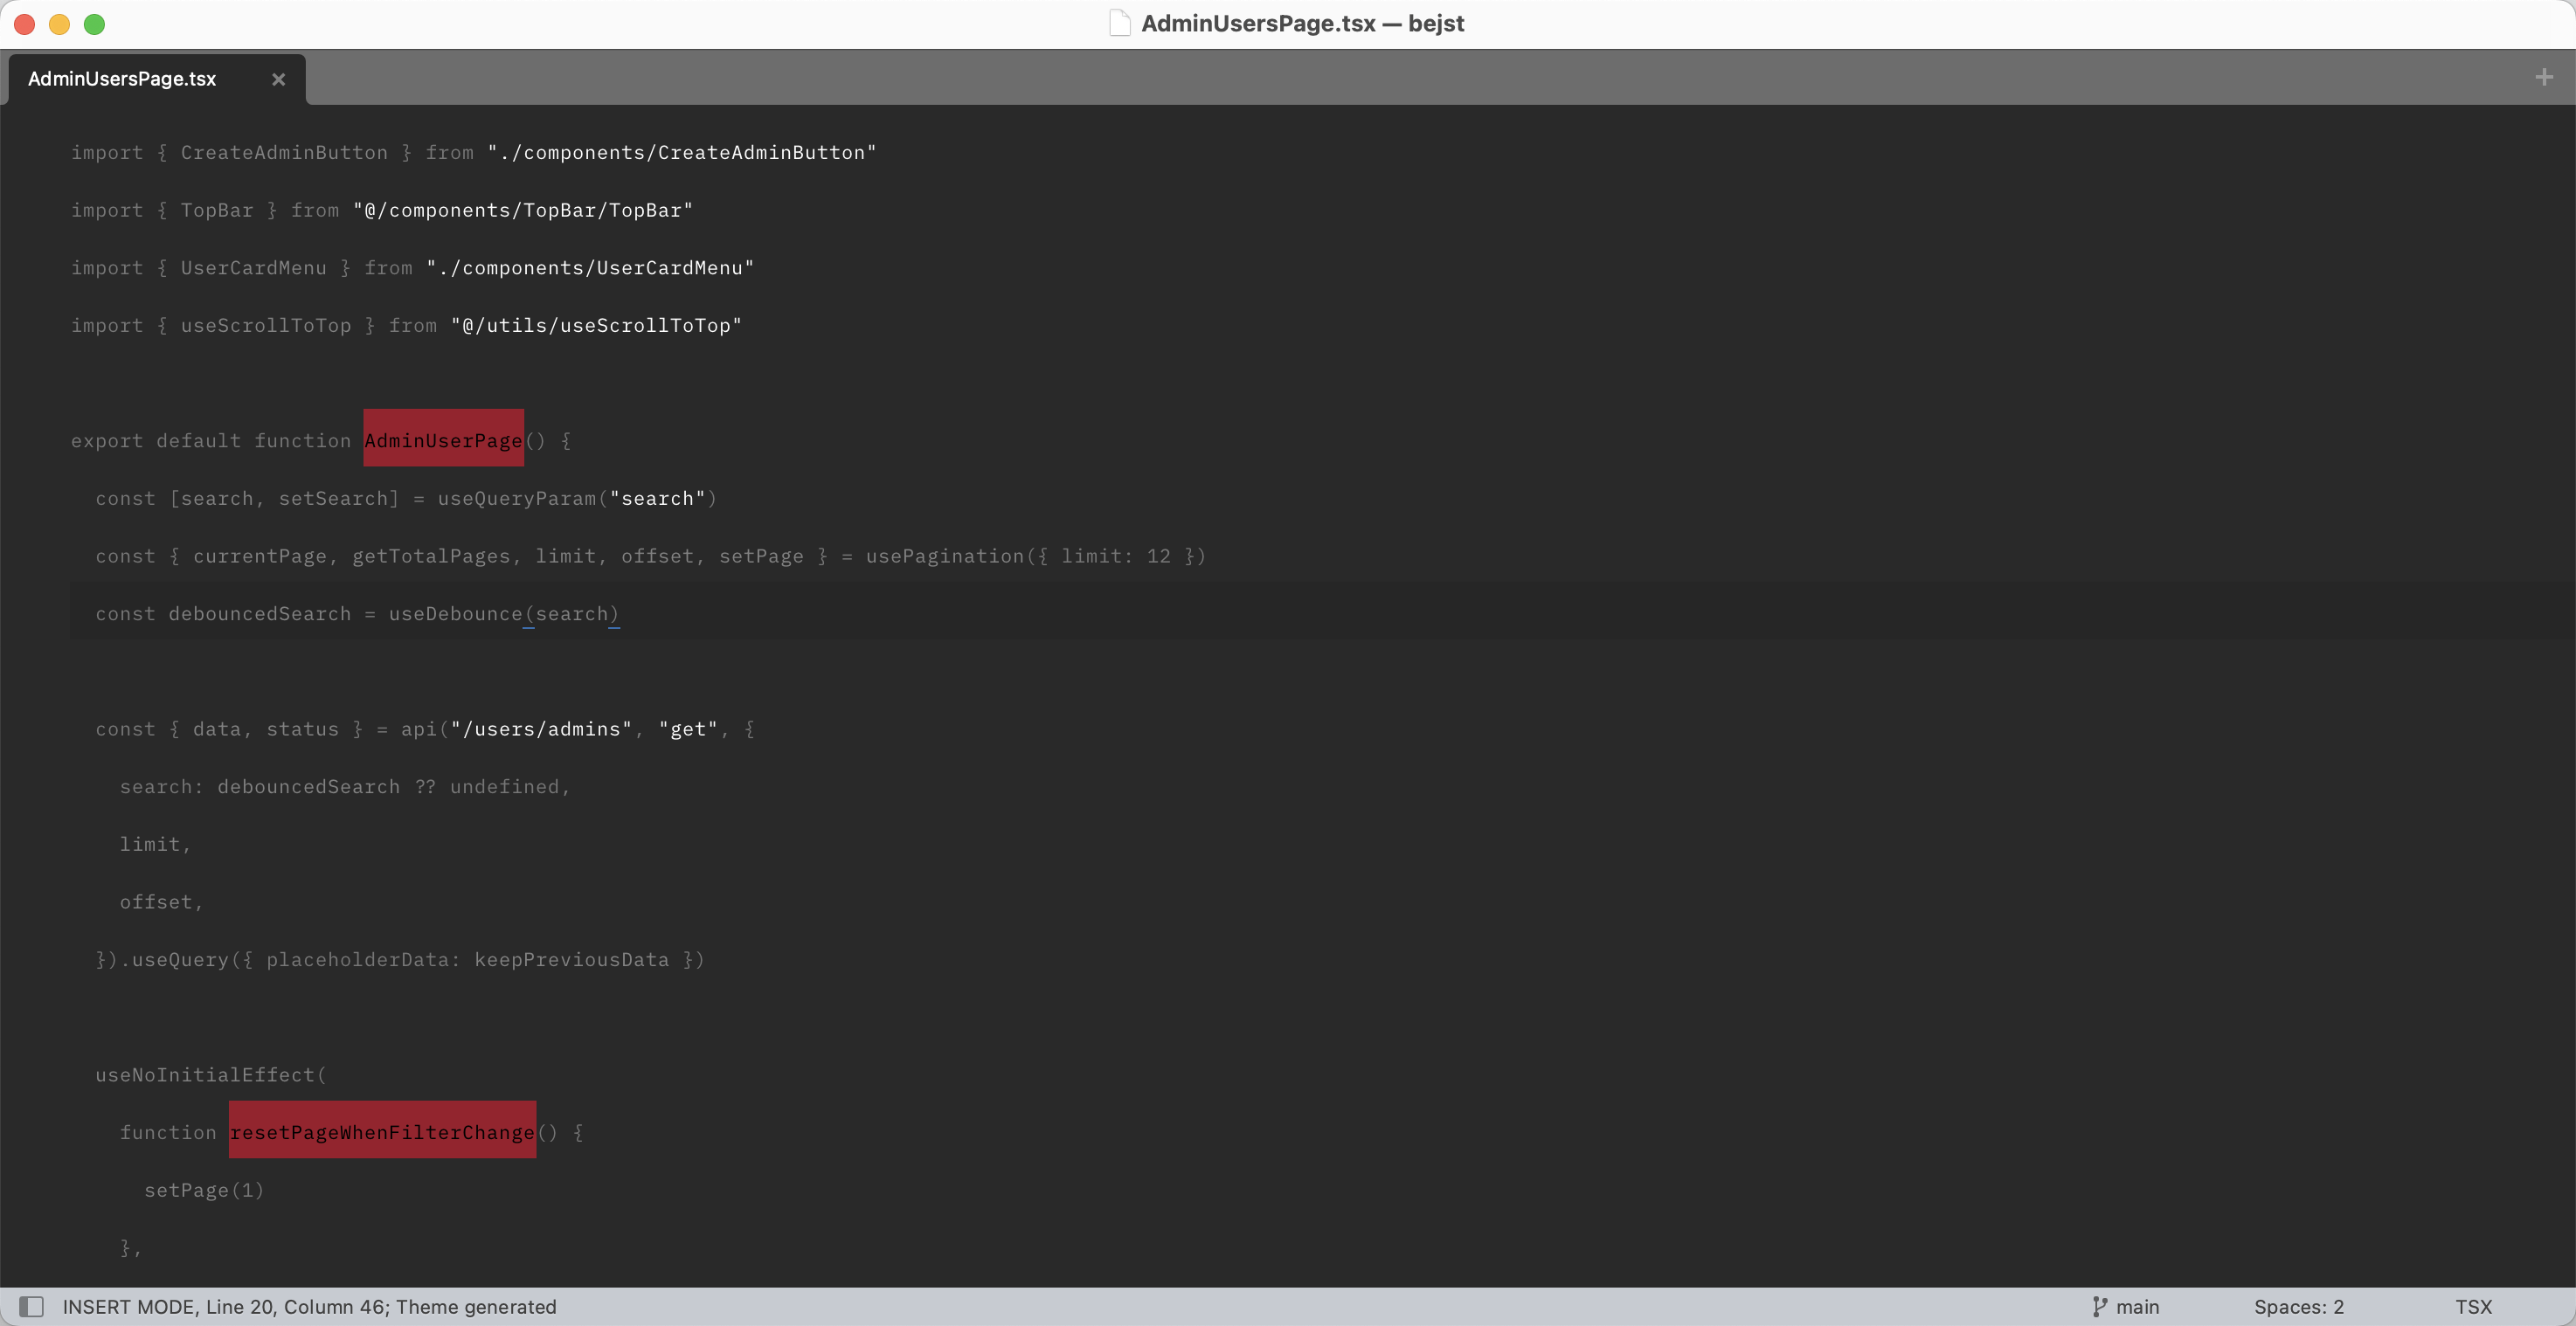 AdminUsersPage.tsx — bejst
AdminUsersPage.tsx
import { CreateAdminButton } from "./components/CreateAdminButton"
import { TopBar } from "@/components/TopBar/TopBar"
import { UserCardMenu } from "./components/UserCardMenu"
import { useScrollToTop } from "@/utils/useScrollToTop"
export default function AdminUserPage() {
const [search, setSearch] = useQueryParam("search")
const { currentPage, getTotalPages, limit, offset, setPage } = usePagination({ limit: 12 })
const debouncedSearch = useDebounce(search)
const { data, status } = api("/users/admins", "get", {
search: debouncedSearch ?? undefined,
limit,
offset,
}).useQuery({ placeholderData: keepPreviousData })
useNoInitialEffect(
function resetPageWhenFilterChange() {
setPage(1)
},
INSERT MODE, Line 20, Column 46; Theme generated
main
Spaces: 2
TSX